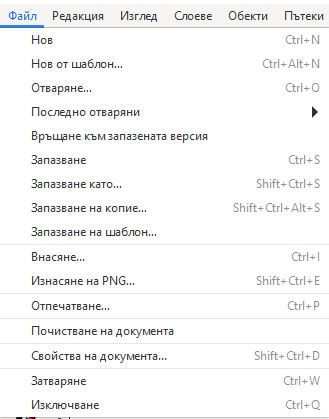 Файл Редакция Изглед Слоеве Обекти Пътеки
Нов Ctrl+N
Нов от шаблон... Ctrl+Alt+N
Отваряне... Ctrl+O
Последно отваряни
Връщане към запазената версия
Запазване Ctrl+S
Запазване като... Shift+Ctrl+S
Запазване на копие... Shift+Ctrl+Alt+S
Запазване на шаблон...
Внасяне... Ctrl+I
Изнасяне на PNG... Shift+Ctrl+E
Отпечатване... Ctrl+P
Почистване на документа
Свойства на документа... Shift+Ctrl+D
Затваряне Ctrl+W
Изключване Ctrl+Q